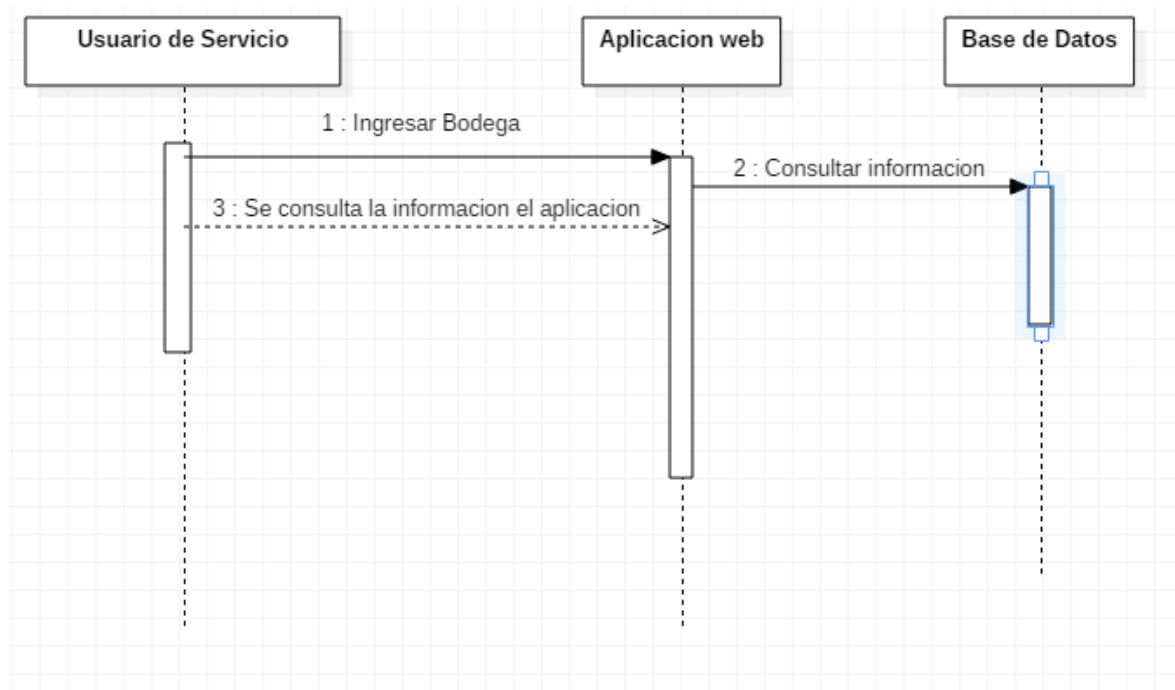 Usuario de Servicio
Aplicacion web
Base de Datos
1 : Ingresar Bodega
2 : Consultar informacion
3 : Se consulta la informacion el aplicacion